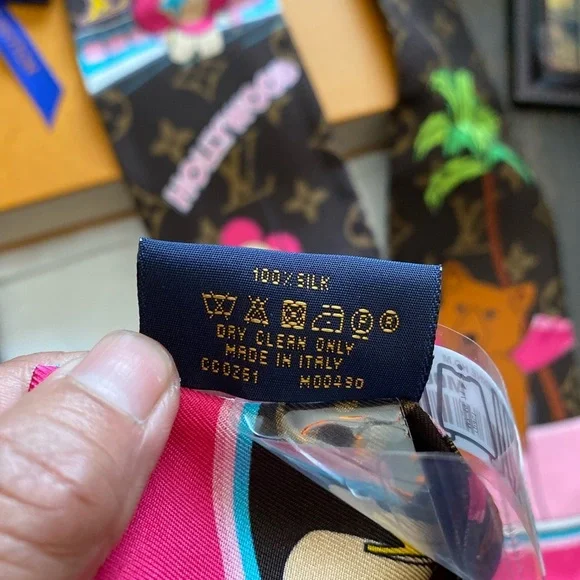 HOLLYWOOD
100% SILK
DRY CLEAN ONLY
MADE IN ITALY
CC0261 M00490